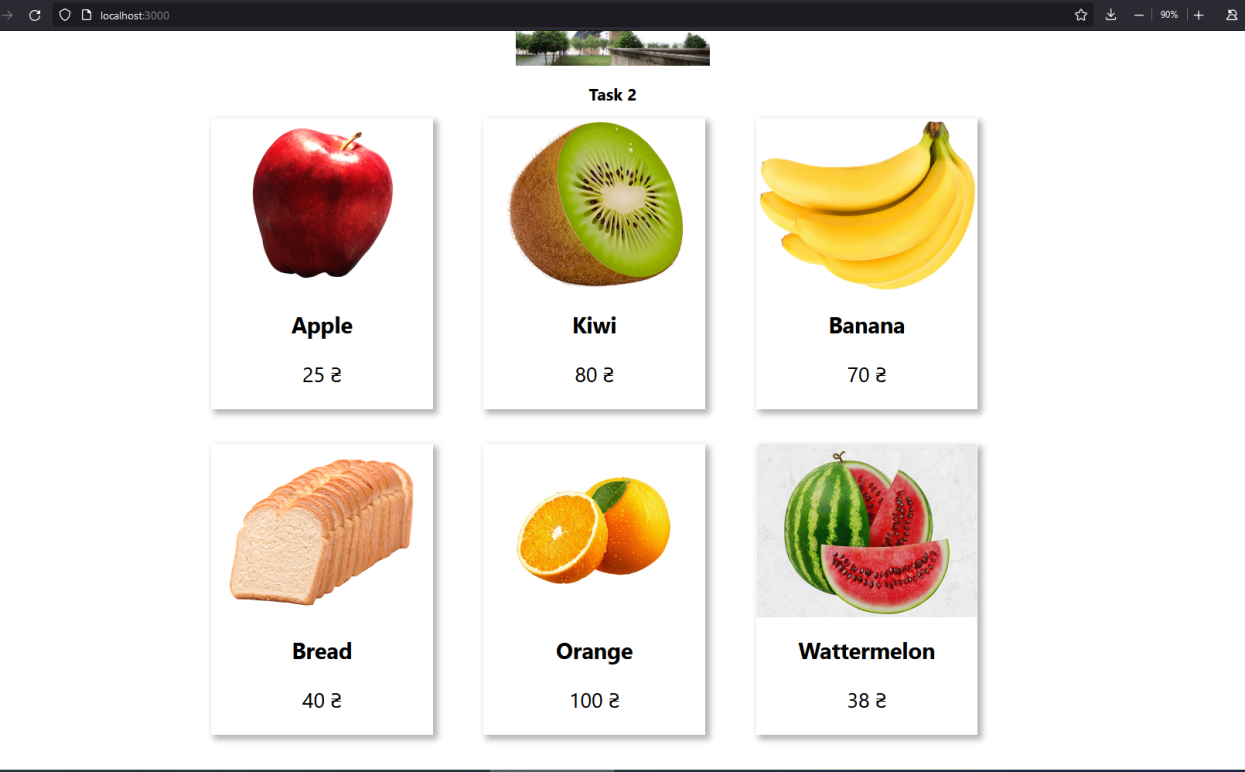 localhost:3000
90%
Task 2
Apple
Kiwi
Banana
25 ₴
80 ₴
70 ₴
Bread
Orange
Wattermelon
40 ₴
100 ₴
38 ₴